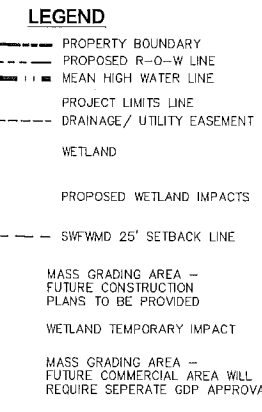 LEGEND
PROPERTY BOUNDARY
PROPOSED R-O-W LINE
MEAN HIGH WATER LINE
PROJECT LIMITS LINE
DRAINAGE/ UTILITY EASEMENT
WETLAND
PROPOSED WETLAND IMPACTS
SWFWMD 25' SETBACK LINE
MASS GRADING AREA –
FUTURE CONSTRUCTION
PLANS TO BE PROVIDED
WETLAND TEMPORARY IMPACT
MASS GRADING AREA –
FUTURE COMMERCIAL AREA WILL
REQUIRE SEPERATE GDP APPROVA